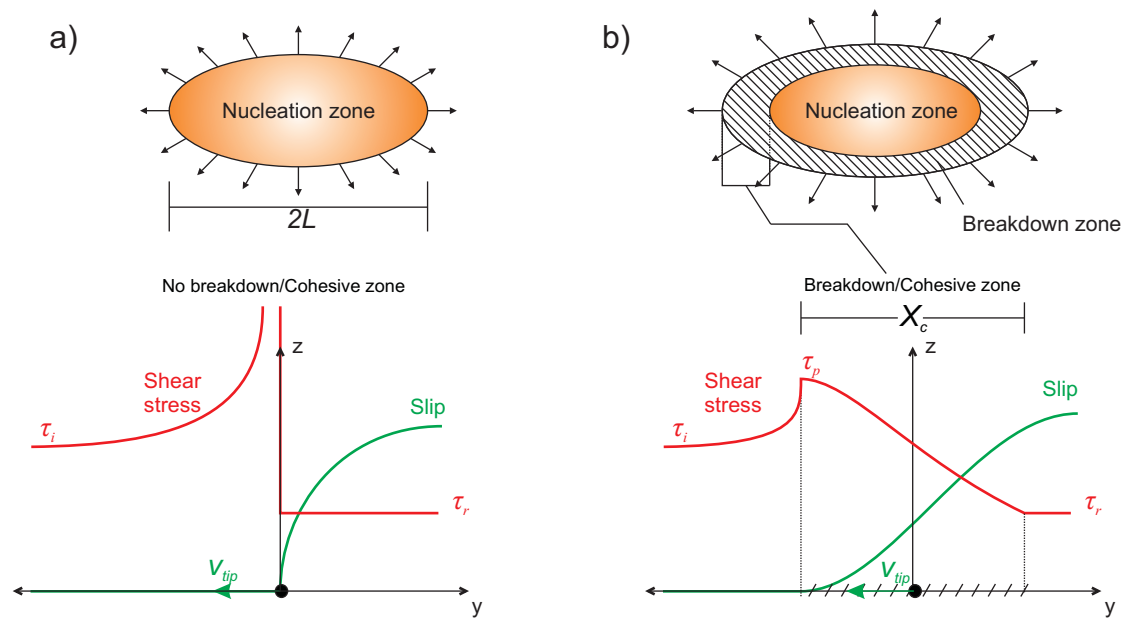 a)
Nucleation zone
2L
No breakdown/Cohesive zone
z
Shear
stress
τi
Slip
τr
vtip
y
b)
Nucleation zone
Breakdown zone
Breakdown/Cohesive zone
Xc
z
τp
Shear
stress
τi
Slip
τr
vtip
y